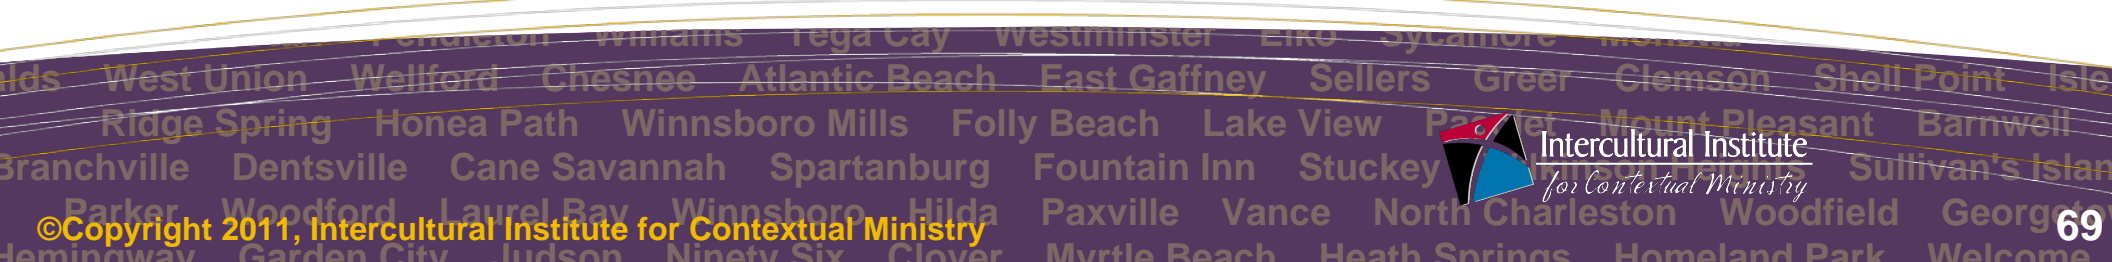 Pendleton Williams Tega Cay Westminster Elko Sycamore Monetta
West Union Wellford Chesnee Atlantic Beach East Gaffney Sellers Greer Clemson Shell Point Isle
Ridge Spring Honea Path Winnsboro Mills Folly Beach Lake View Mount Pleasant Barnwell
Branchville Dentsville Cane Savannah Spartanburg Fountain Inn Stuckey Sullivan's Islan
Intercultural Institute
for Contextual Ministry
Parker Woodford Laurel Bay Winnsboro Hilda Paxville Vance North Charleston Woodfield
©Copyright 2011, Intercultural Institute for Contextual Ministry
69
Hemingway Garden City Judson Ninety Six Clover Myrtle Beach Heath Springs Homeland Park Welcome